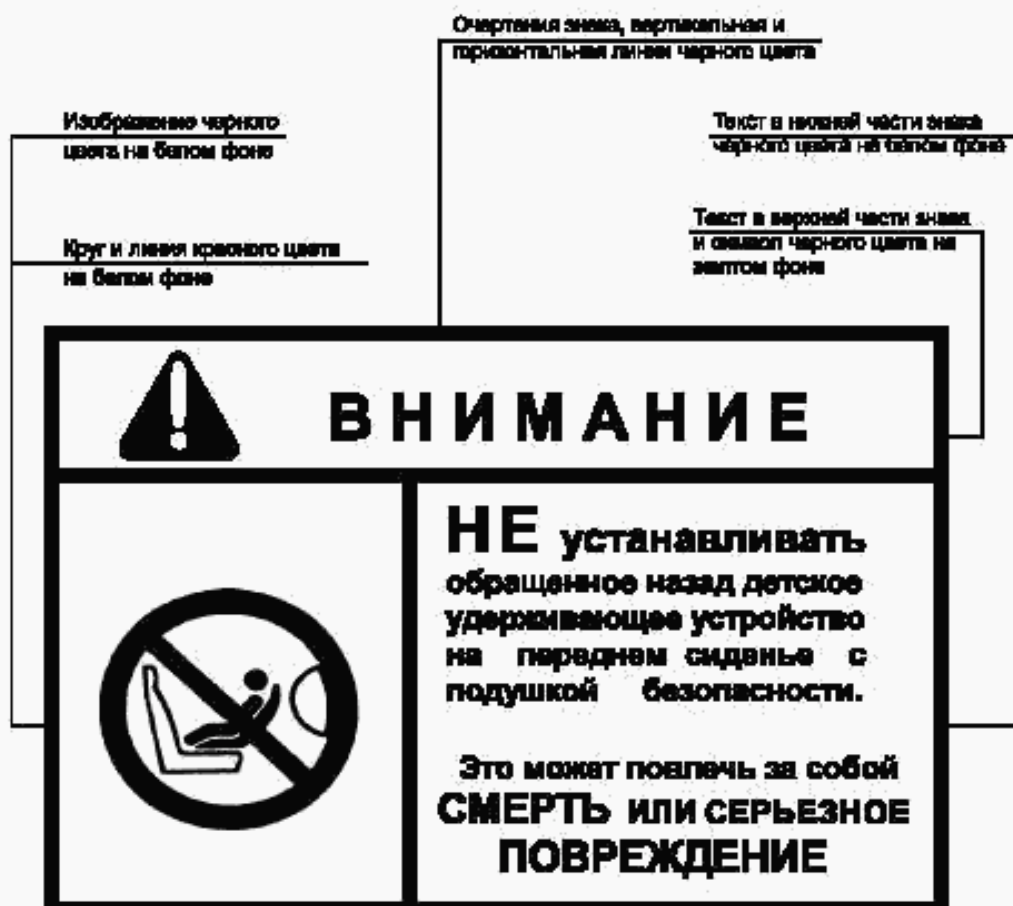 Очертания знака, вертикальная и
горизонтальная линии черного цвета
Изображение черного
цвета на белом фоне
Текст в нижней части знака
черного цвета на белом фоне
Круг и линия красного цвета
на белом фоне
Текст в верхней части знака
и символ черного цвета на
желтом фоне
ВНИМАНИЕ
НЕ устанавливать
обращенное назад детское
удерживающее устройство
на переднем сиденье с
подушкой безопасности.
Это может повлечь за собой
СМЕРТЬ ИЛИ СЕРЬЕЗНОЕ
ПОВРЕЖДЕНИЕ